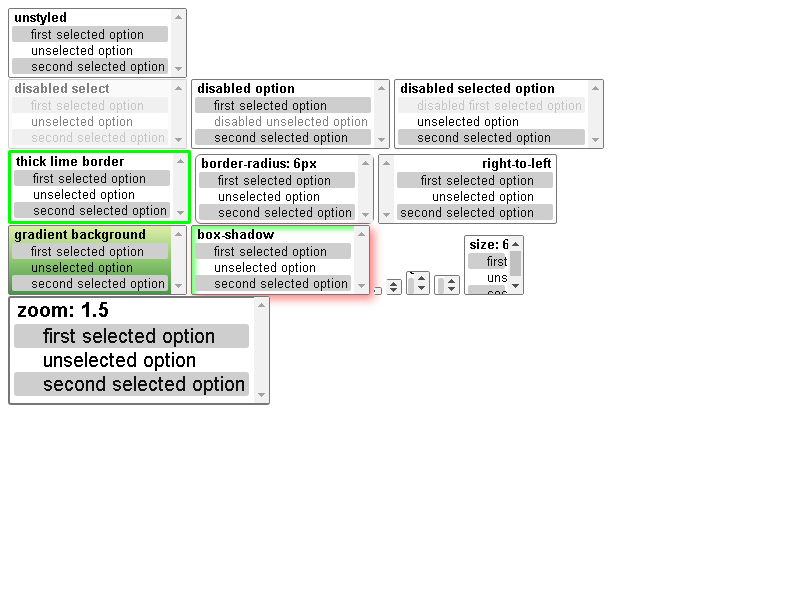 unstyled
first selected option
unselected option
second selected option
disabled select
first selected option
unselected option
second selected option
disabled option
first selected option
disabled unselected option
second selected option
disabled selected option
disabled first selected option
unselected option
second selected option
thick lime border
first selected option
unselected option
second selected option
border-radius: 6px
first selected option
unselected option
second selected option
right-to-left
first selected option
unselected option
second selected option
gradient background
first selected option
unselected option
second selected option
box-shadow
first selected option
unselected option
second selected option
size: 6
first
uns
zoom: 1.5
first selected option
unselected option
second selected option